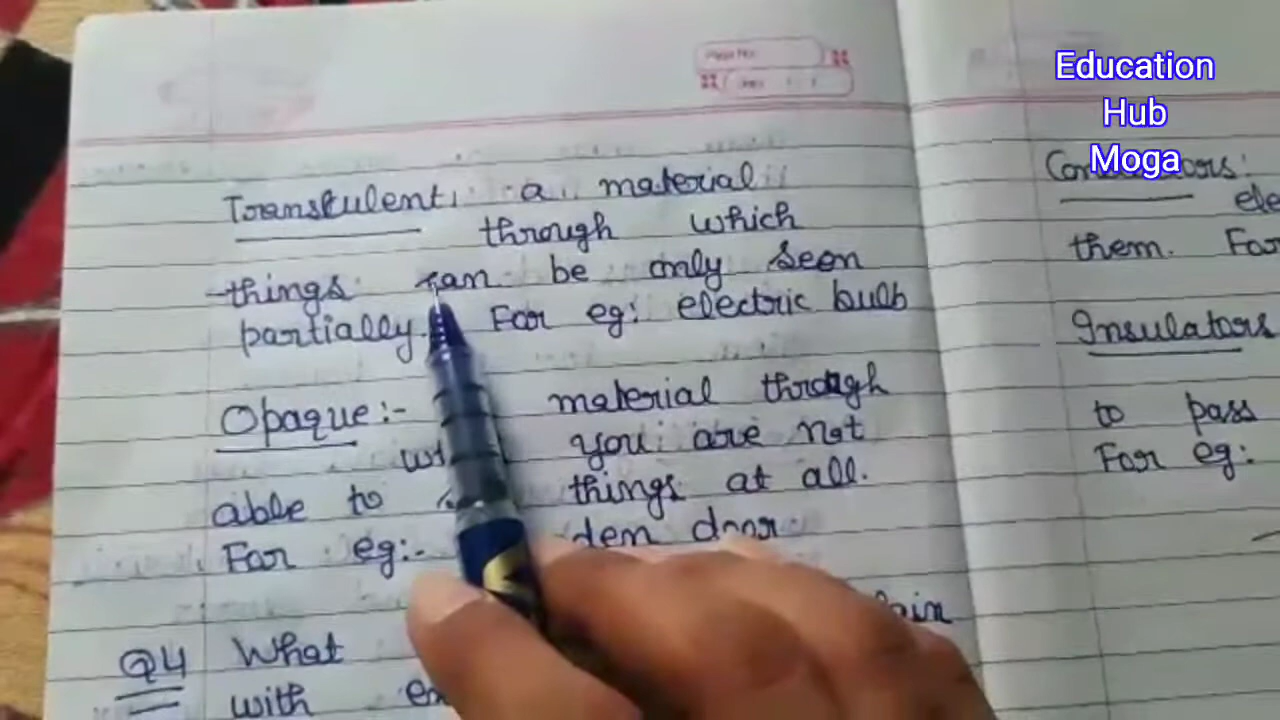 Education
Hub
Moga
Transtulent, a material
through which
things can be only seen
partially. For eg: electric bulb
Opaque:- material through
you are not
able to things at all.
For eg:- door
Q4 What
with
them. For
Insulators
to pass
For eg: